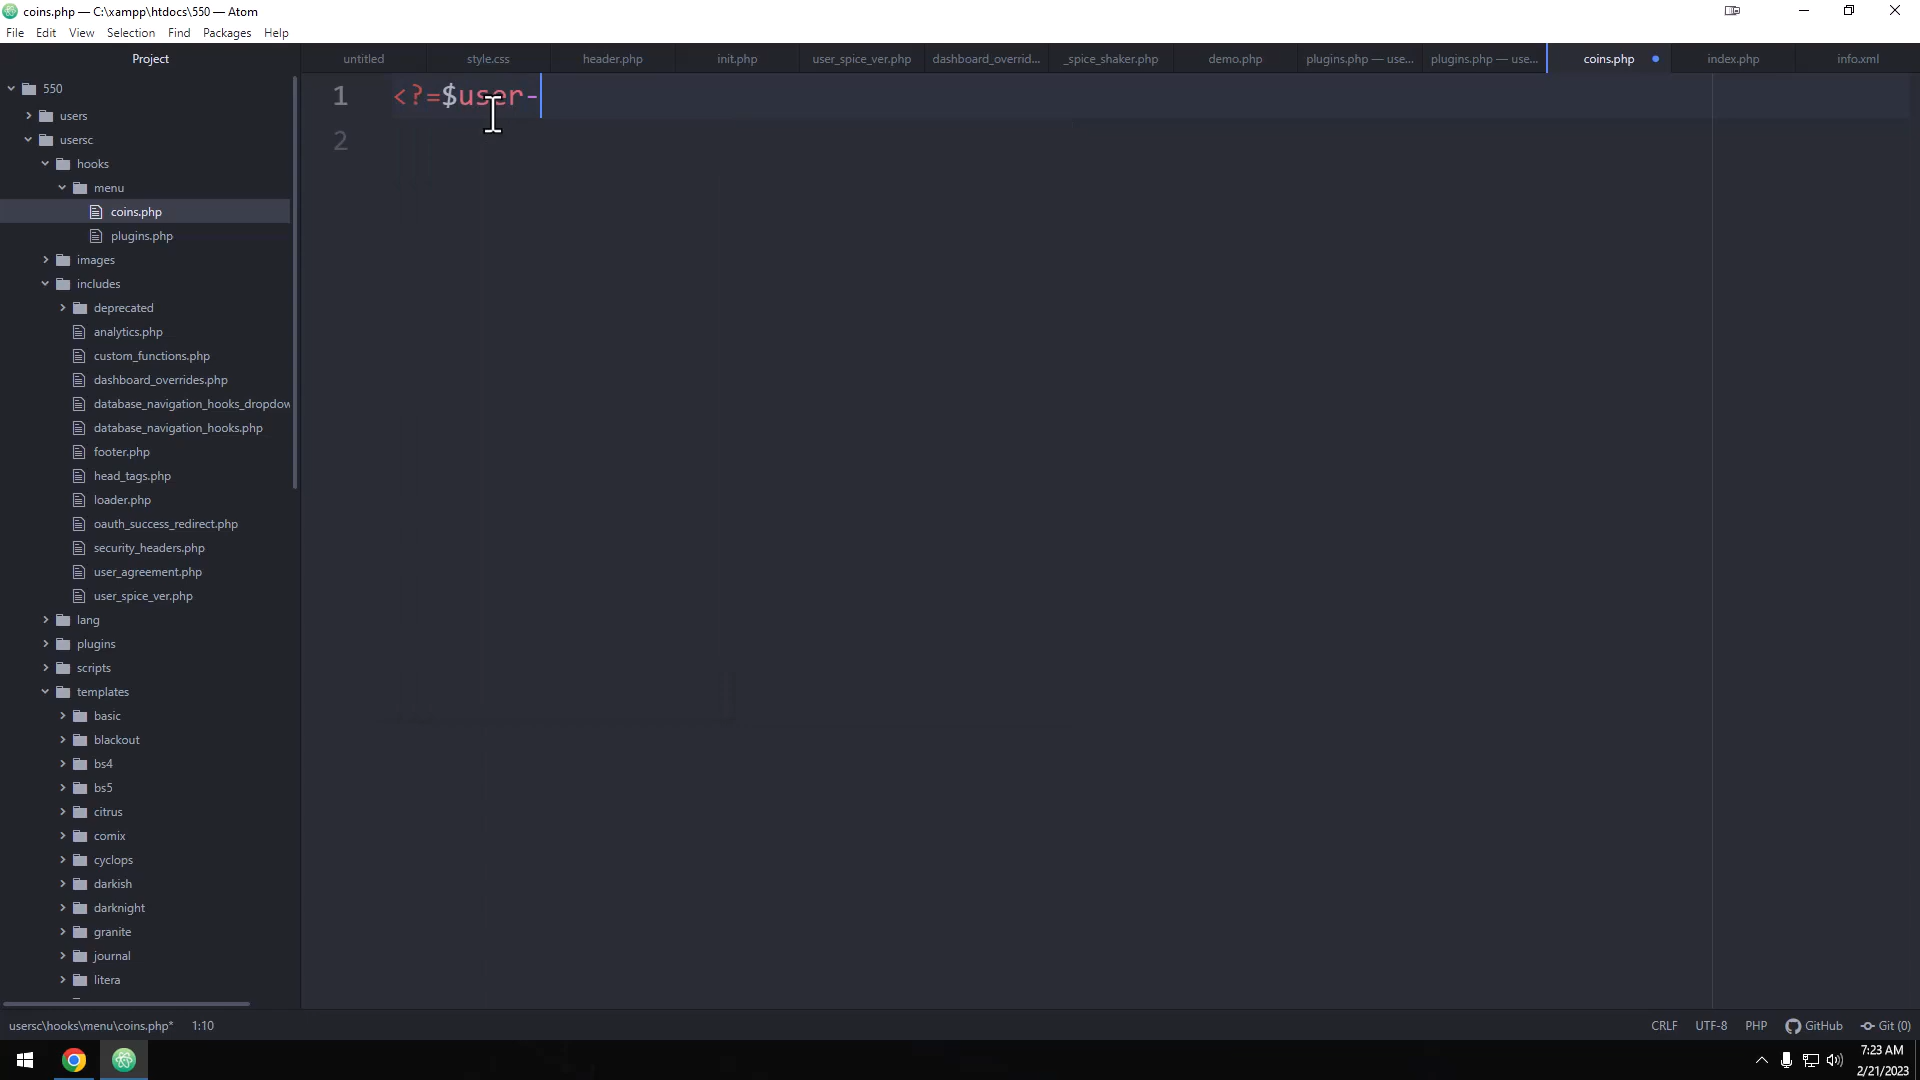 coins.php — C:\xampp\htdocs\550 — Atom
File Edit View Selection Find Packages Help
Project
untitled style.css header.php init.php user_spice_ver.php dashboard_overrid... _spice_shaker.php demo.php plugins.php — use... plugins.php — use... coins.php index.php info.xml
550
users
usersc
hooks
menu
coins.php
plugins.php
images
includes
deprecated
analytics.php
custom_functions.php
dashboard_overrides.php
database_navigation_hooks_dropdow
database_navigation_hooks.php
footer.php
head_tags.php
loader.php
oauth_success_redirect.php
security_headers.php
user_agreement.php
user_spice_ver.php
lang
plugins
scripts
templates
basic
blackout
bs4
bs5
citrus
comix
cyclops
darkish
darknight
granite
journal
litera
1 <?=$user-
2
usersc\hooks\menu\coins.php* 1:10
CRLF UTF-8 PHP GitHub Git (0)
7:23 AM
2/21/2023